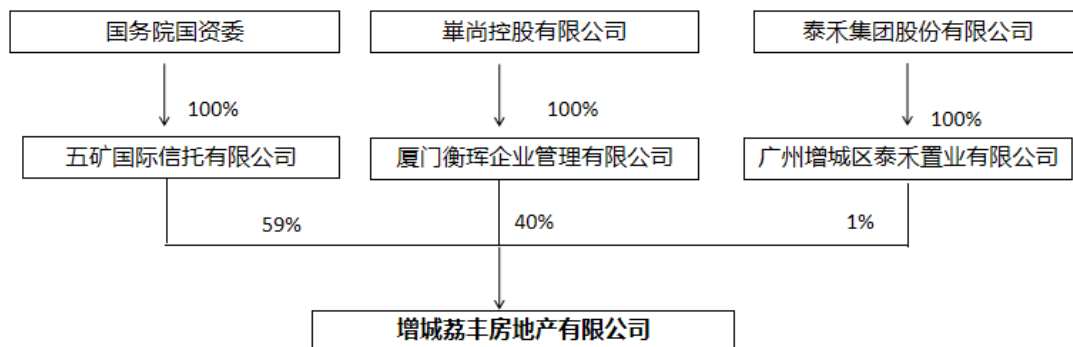 国务院国资委
崋尚控股有限公司
泰禾集团股份有限公司
100%
100%
100%
五矿国际信托有限公司
厦门衡珲企业管理有限公司
广州增城区泰禾置业有限公司
59%
40%
1%
增城荔丰房地产有限公司